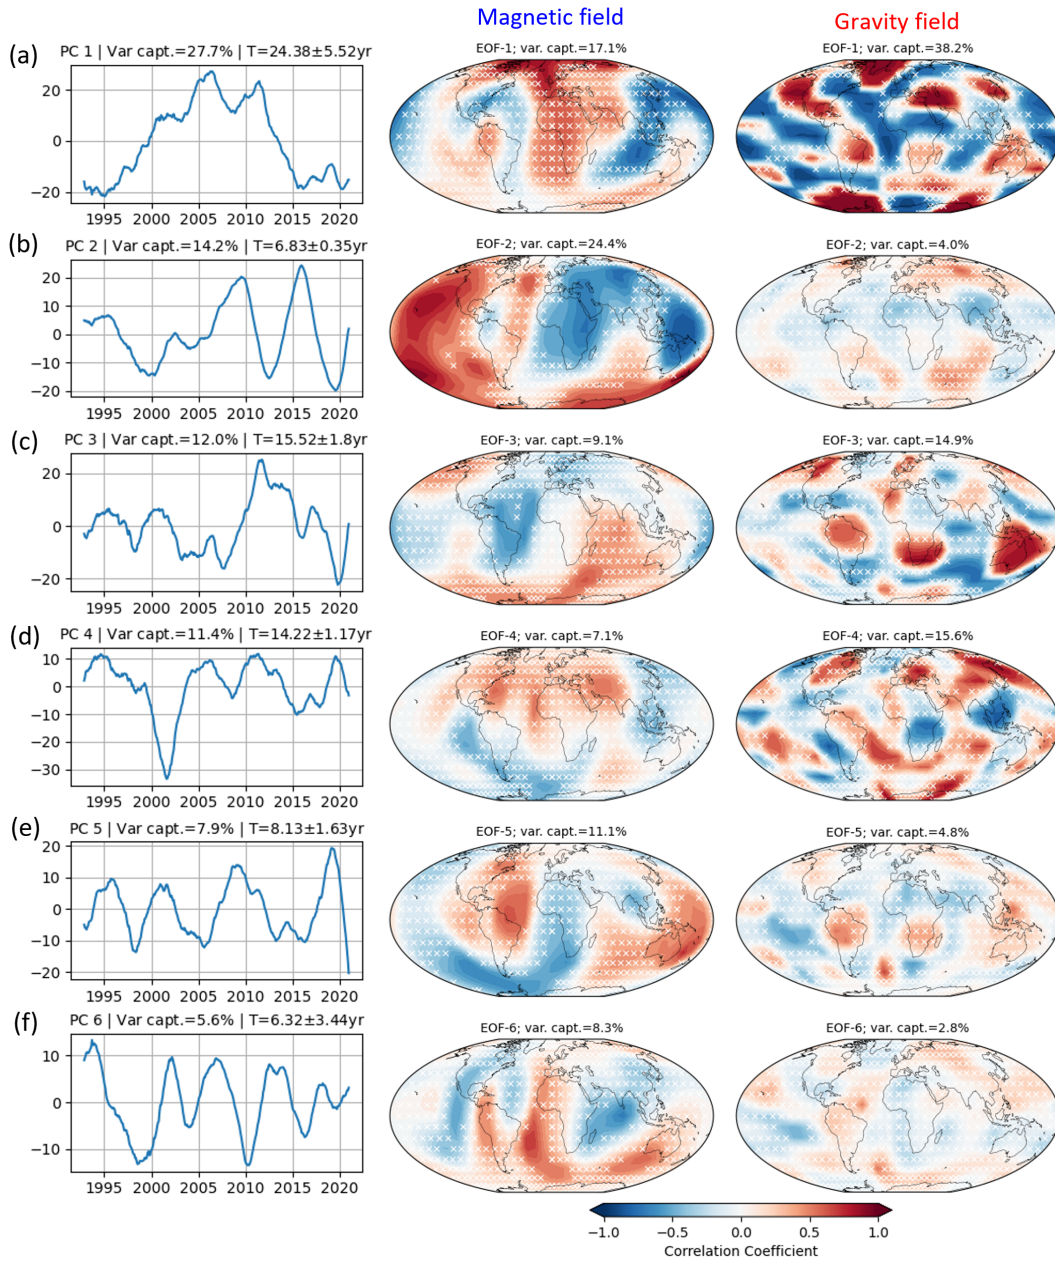 Magnetic field
Gravity field
(a)
PC 1 | Var capt.=27.7% | T=24.38±5.52yr
EOF-1; var. capt.=17.1%
EOF-1; var. capt.=38.2%
20
0
−20
1995 2000 2005 2010 2015 2020
(b)
PC 2 | Var capt.=14.2% | T=6.83±0.35yr
EOF-2; var. capt.=24.4%
EOF-2; var. capt.=4.0%
20
10
0
−10
−20
1995 2000 2005 2010 2015 2020
(c)
PC 3 | Var capt.=12.0% | T=15.52±1.8yr
EOF-3; var. capt.=9.1%
EOF-3; var. capt.=14.9%
20
0
−20
1995 2000 2005 2010 2015 2020
(d)
PC 4 | Var capt.=11.4% | T=14.22±1.17yr
EOF-4; var. capt.=7.1%
EOF-4; var. capt.=15.6%
10
0
−10
−20
−30
1995 2000 2005 2010 2015 2020
(e)
PC 5 | Var capt.=7.9% | T=8.13±1.63yr
EOF-5; var. capt.=11.1%
EOF-5; var. capt.=4.8%
20
10
0
−10
−20
1995 2000 2005 2010 2015 2020
(f)
PC 6 | Var capt.=5.6% | T=6.32±3.44yr
EOF-6; var. capt.=8.3%
EOF-6; var. capt.=2.8%
10
0
−10
1995 2000 2005 2010 2015 2020
−1.0 −0.5 0.0 0.5 1.0
Correlation Coefficient